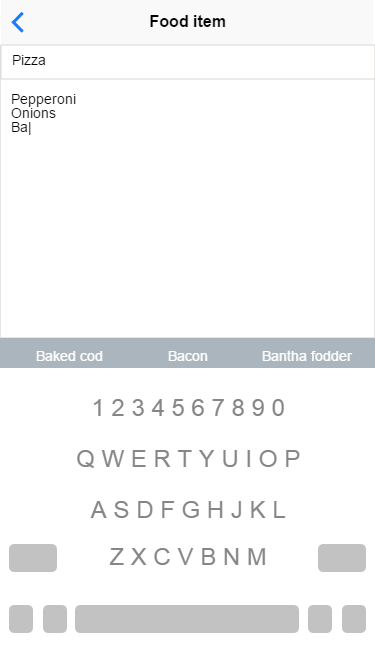 Food item
Pizza
Pepperoni
Onions
Ba|
Baked cod Bacon Bantha fodder
1 2 3 4 5 6 7 8 9 0
Q W E R T Y U I O P
A S D F G H J K L
Z X C V B N M